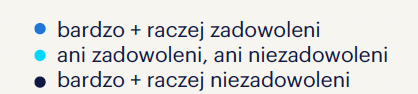 bardzo + raczej zadowoleni
ani zadowoleni, ani niezadowoleni
bardzo + raczej niezadowoleni